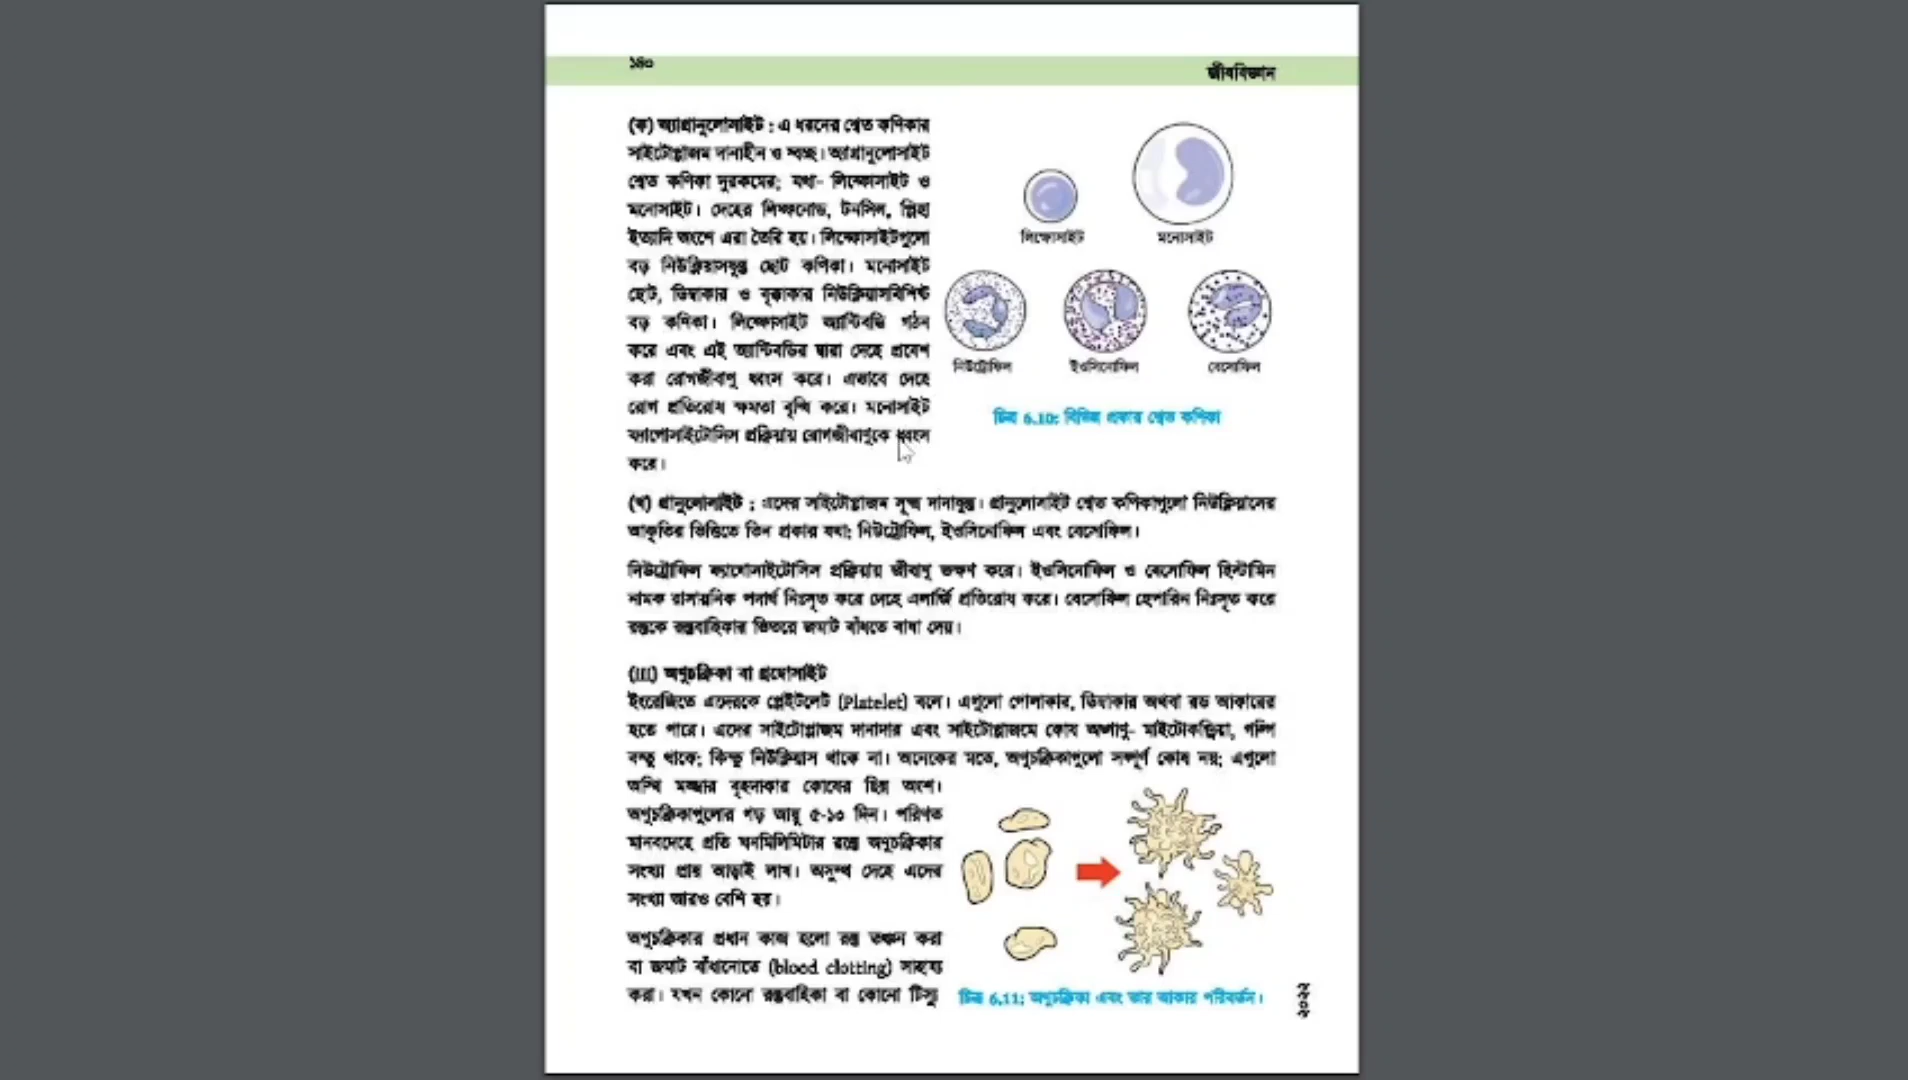 ১৪০
জীববিজ্ঞান
(ক) অ্যাগ্রানুলোসাইট : এ ধরনের শ্বেত কণিকার
সাইটোপ্লাজম দানাহীন ও স্বচ্ছ। অ্যাগ্রানুলোসাইট
শ্বেত কণিকা দুরকমের; যথা- লিম্ফোসাইট ও
মনোসাইট। দেহের লিম্ফনোড, টনসিল, প্লিহা
ইত্যাদি অংশে এরা তৈরি হয়। লিম্ফোসাইটগুলো
বড় নিউক্লিয়াসযুক্ত ছোট কণিকা। মনোসাইট
ছোট, ডিম্বাকার ও বৃক্কাকার নিউক্লিয়াসবিশিষ্ট
বড় কণিকা। লিম্ফোসাইট অ্যান্টিবডি গঠন
করে এবং এই অ্যান্টিবডির দ্বারা দেহে প্রবেশ
করা রোগজীবাণু ধ্বংস করে। এভাবে দেহে
রোগ প্রতিরোধ ক্ষমতা বৃদ্ধি করে। মনোসাইট
ফ্যাগোসাইটোসিস প্রক্রিয়ায় রোগজীবাণুকে ধ্বংস
করে।
লিম্ফোসাইট
মনোসাইট
নিউট্রোফিল
ইওসিনোফিল
বেসোফিল
চিত্র 6.10: বিভিন্ন প্রকার শ্বেত কণিকা
(খ) গ্রানুলোসাইট : এদের সাইটোপ্লাজম সূক্ষ্ম দানাযুক্ত। গ্রানুলোসাইট শ্বেত কণিকাগুলো নিউক্লিয়াসের
আকৃতির ভিত্তিতে তিন প্রকার যথা: নিউট্রোফিল, ইওসিনোফিল এবং বেসোফিল।
নিউট্রোফিল ফ্যাগোসাইটোসিস প্রক্রিয়ায় জীবাণু ভক্ষণ করে। ইওসিনোফিল ও বেসোফিল হিস্টামিন
নামক রাসায়নিক পদার্থ নিঃসৃত করে দেহে এলার্জি প্রতিরোধ করে। বেসোফিল হেপারিন নিঃসৃত করে
রক্তকে রক্তবাহিকার ভিতরে জমাট বাঁধতে বাধা দেয়।
(iii) অণুচক্রিকা বা থ্রম্বোসাইট
ইংরেজিতে এদেরকে প্লেইটলেট (Platelet) বলে। এগুলো গোলাকার, ডিম্বাকার অথবা রড আকারের
হতে পারে। এদের সাইটোপ্লাজম দানাদার এবং সাইটোপ্লাজমে কোষ অঙ্গাণু- মাইটোকন্ড্রিয়া, গল্গি
বস্তু থাকে; কিন্তু নিউক্লিয়াস থাকে না। অনেকের মতে, অণুচক্রিকাগুলো সম্পূর্ণ কোষ নয়; এগুলো
অস্থি মজ্জার বৃহদাকার কোষের ছিন্ন অংশ।
অণুচক্রিকাগুলোর গড় আয়ু ৫-১০ দিন। পরিণত
মানবদেহে প্রতি ঘনমিলিমিটার রক্তে অণুচক্রিকার
সংখ্যা প্রায় আড়াই লাখ। অসুস্থ দেহে এদের
সংখ্যা আরও বেশি হয়।
অণুচক্রিকার প্রধান কাজ হলো রক্ত তঞ্চন করা
বা জমাট বাঁধানোতে (blood clotting) সাহায্য
করা। যখন কোনো রক্তবাহিকা বা কোনো টিস্যু
চিত্র 6.11: অণুচক্রিকা এবং তার আকার পরিবর্তন।